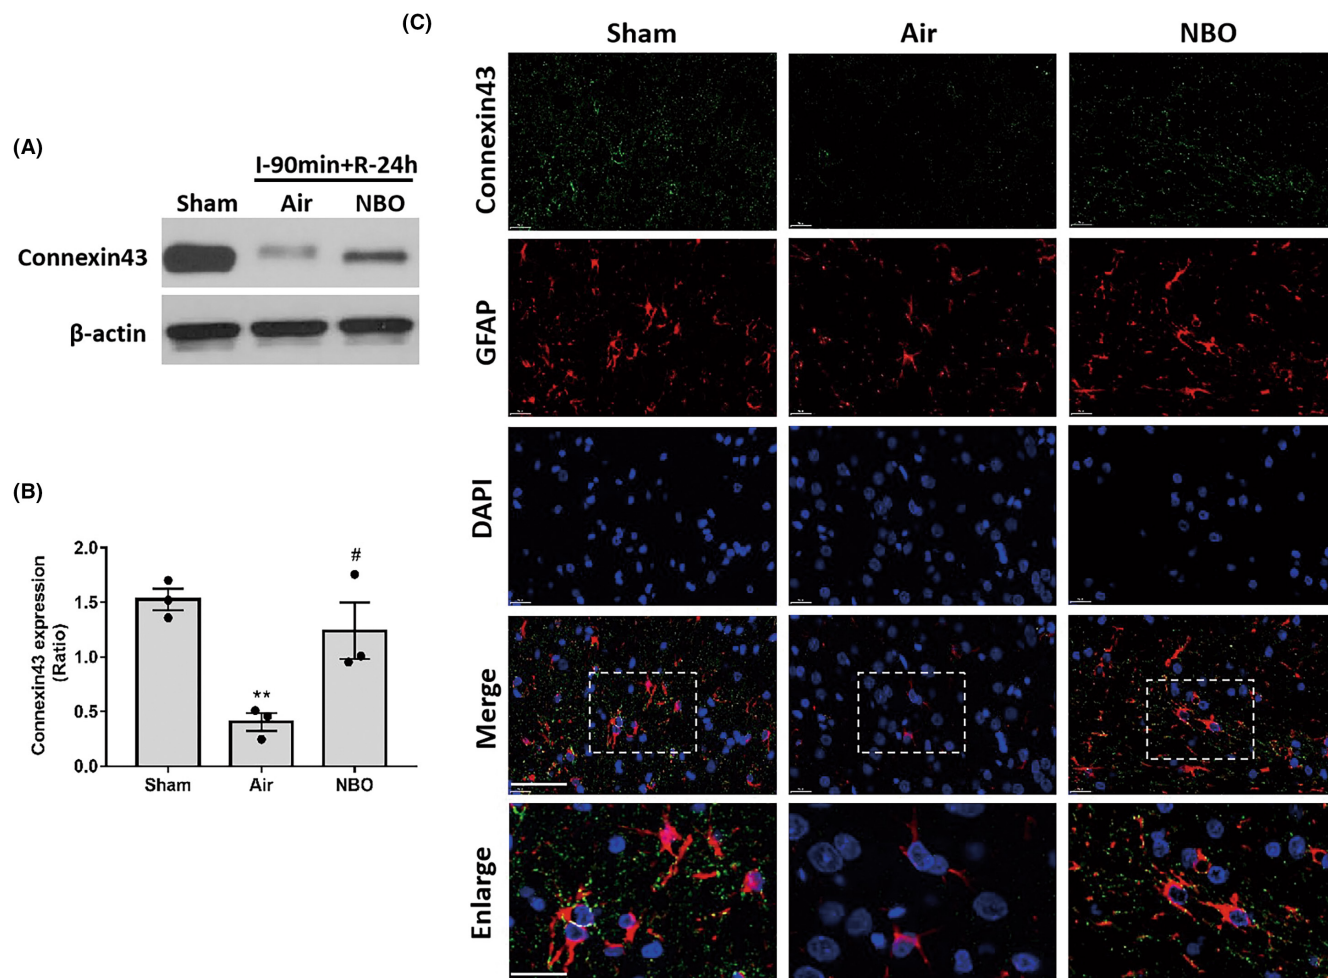 (A)
I-90min+R-24h
Sham Air NBO
Connexin43
β-actin
(B)
Connexin43 expression
(Ratio)
2.0
1.5
1.0
0.5
0.0
**
#
Sham Air NBO
(C)
Sham Air NBO
Connexin43
GFAP
DAPI
Merge
Enlarge